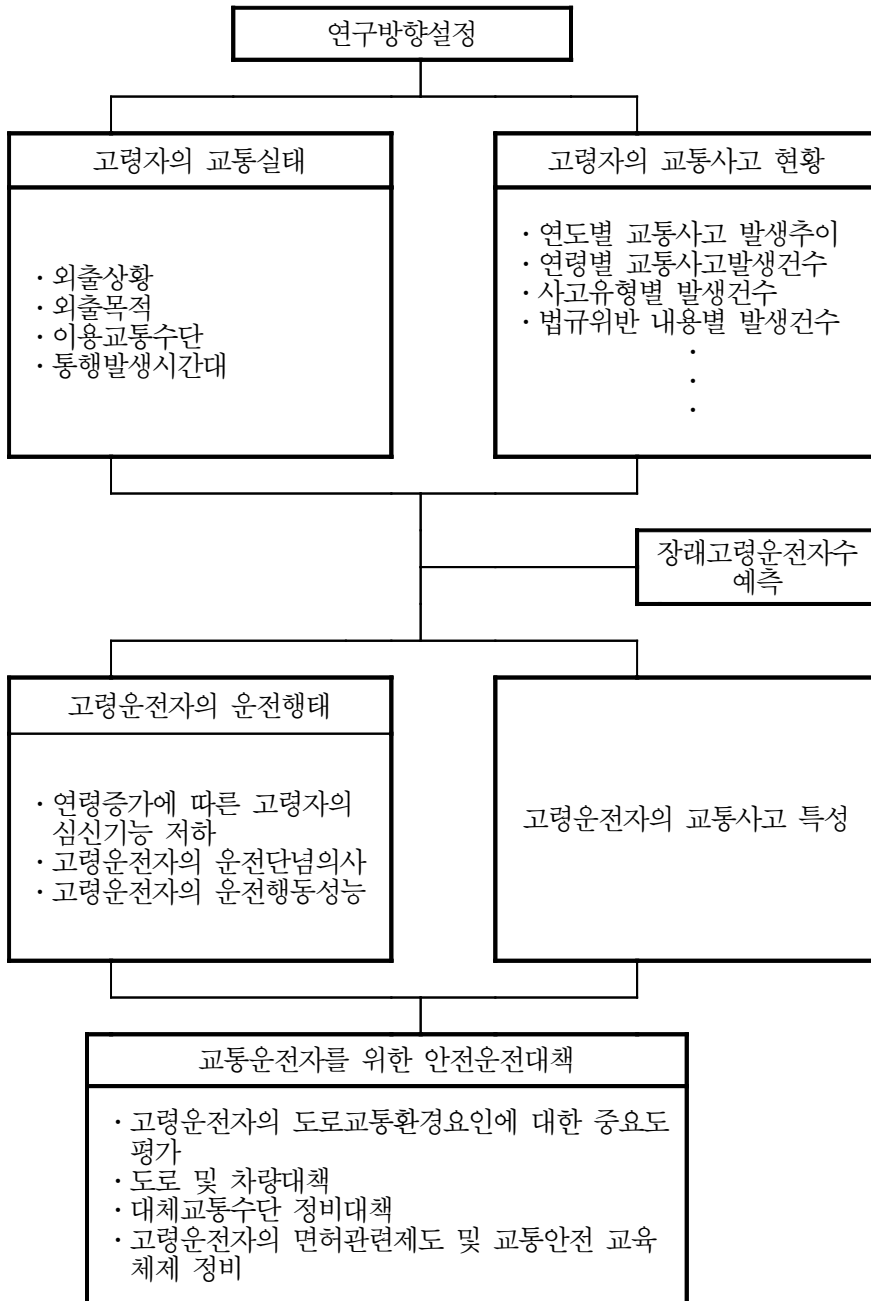 연구방향설정
고령자의 교통실태
· 외출상황
· 외출목적
· 이용교통수단
· 통행발생시간대
고령자의 교통사고 현황
· 연도별 교통사고 발생추이
· 연령별 교통사고발생건수
· 사고유형별 발생건수
· 법규위반 내용별 발생건수
·
·
·
장래고령운전자수
예측
고령운전자의 운전행태
· 연령증가에 따른 고령자의
심신기능 저하
· 고령운전자의 운전단념의사
· 고령운전자의 운전행동성능
고령운전자의 교통사고 특성
교통운전자를 위한 안전운전대책
· 고령운전자의 도로교통환경요인에 대한 중요도
평가
· 도로 및 차량대책
· 대체교통수단 정비대책
· 고령운전자의 면허관련제도 및 교통안전 교육
체제 정비